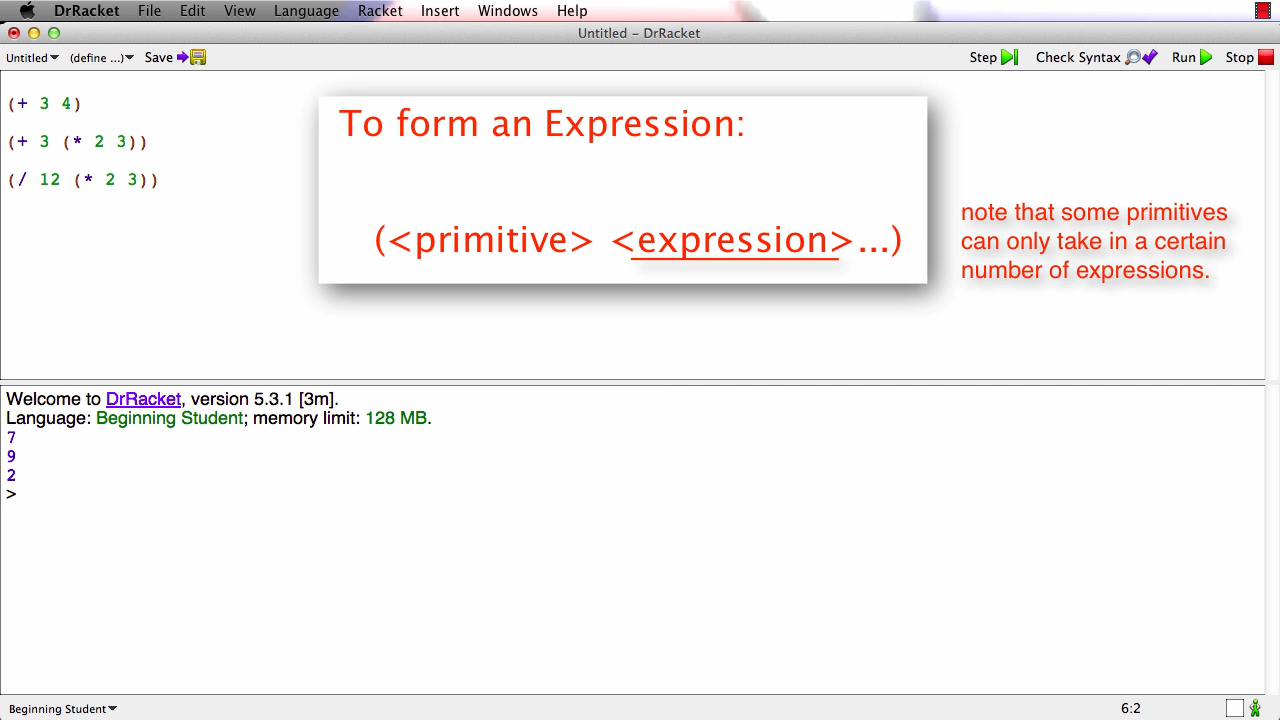 DrRacket File Edit View Language Racket Insert Windows Help
Untitled – DrRacket
Untitled (define ...) Save Step Check Syntax Run Stop
(+ 3 4)
(+ 3 (* 2 3))
(/ 12 (* 2 3))
To form an Expression:
(<primitive> <expression>...)
note that some primitives
can only take in a certain
number of expressions.
Welcome to DrRacket, version 5.3.1 [3m].
Language: Beginning Student; memory limit: 128 MB.
7
9
2
>
Beginning Student 6:2